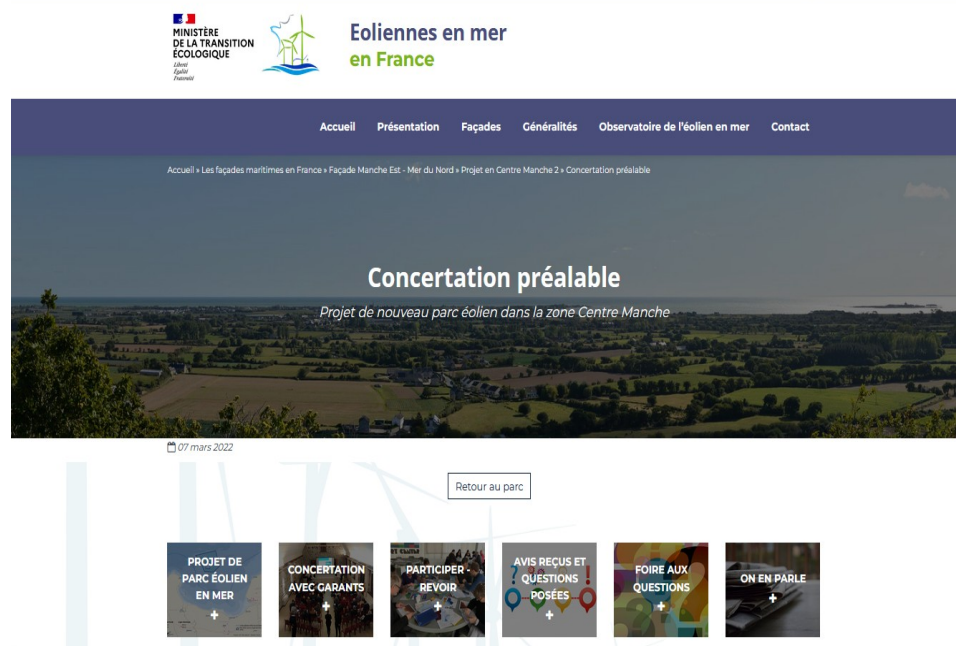 MINISTÈRE
DE LA TRANSITION
ÉCOLOGIQUE
Liberté
Égalité
Fraternité
Eoliennes en mer
en France
Accueil Présentation Façades Généralités Observatoire de l'éolien en mer Contact
Accueil » Les façades maritimes en France » Façade Manche Est - Mer du Nord » Projet en Centre Manche 2 » Concertation préalable
Concertation préalable
Projet de nouveau parc éolien dans la zone Centre Manche
07 mars 2022
Retour au parc
PROJET DE
PARC ÉOLIEN
EN MER
+
CONCERTATION
AVEC GARANTS
+
PARTICIPER -
REVOIR
+
AVIS REÇUS ET
QUESTIONS
POSÉES
+
FOIRE AUX
QUESTIONS
+
ON EN PARLE
+